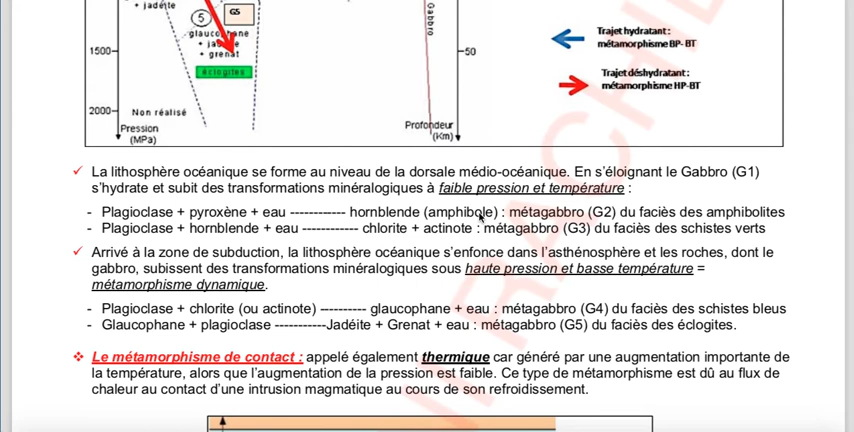 + jadéite
5
G5
glaucophane
+ jade
+ grenat
éclogites
1500
2000
Non réalisé
Pression
(MPa)
Gabbro
50
Profondeur
(Km)
Trajet hydratant :
métamorphisme BP- BT
Trajet déshydratant :
métamorphisme HP-BT
✓ La lithosphère océanique se forme au niveau de la dorsale médio-océanique. En s'éloignant le Gabbro (G1)
s'hydrate et subit des transformations minéralogiques à faible pression et température :
- Plagioclase + pyroxène + eau ------------ hornblende (amphibole) : métagabbro (G2) du faciès des amphibolites
- Plagioclase + hornblende + eau ------------ chlorite + actinote : métagabbro (G3) du faciès des schistes verts
✓ Arrivé à la zone de subduction, la lithosphère océanique s'enfonce dans l'asthénosphère et les roches, dont le
gabbro, subissent des transformations minéralogiques sous haute pression et basse température =
métamorphisme dynamique.
- Plagioclase + chlorite (ou actinote) ---------- glaucophane + eau : métagabbro (G4) du faciès des schistes bleus
- Glaucophane + plagioclase -----------Jadéite + Grenat + eau : métagabbro (G5) du faciès des éclogites.
❖ Le métamorphisme de contact : appelé également thermique car généré par une augmentation importante de
la température, alors que l'augmentation de la pression est faible. Ce type de métamorphisme est dû au flux de
chaleur au contact d'une intrusion magmatique au cours de son refroidissement.